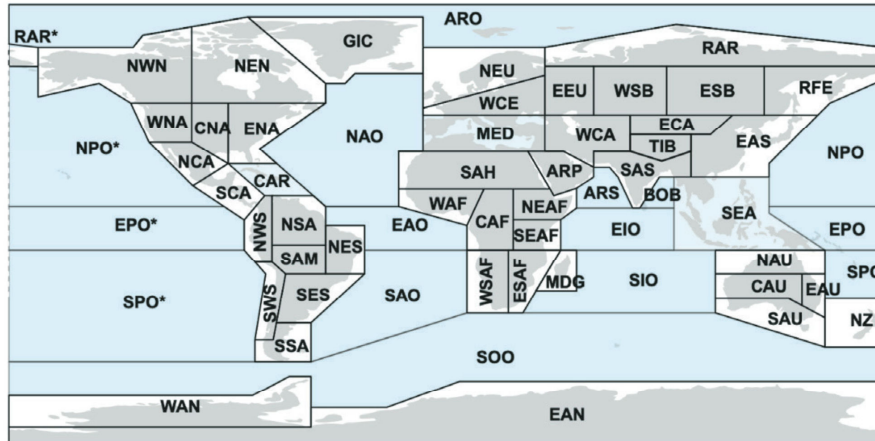 ARO
RAR*
GIC
RAR
NWN
NEN
NEU
EEU
WSB
ESB
RFE
WCE
WNA
CNA
ENA
NAO
MED
WCA
ECA
TIB
EAS
NPO*
NPO
NCA
SAH
ARP
SAS
SCA
CAR
WAF
NEAF
ARS
BOB
SEA
EPO*
NWS
NSA
EAO
CAF
SEAF
EIO
EPO
NES
SAM
NAU
SPO*
SWS
SES
SAO
WSAF
ESAF
MDG
SIO
CAU
EAU
SPO
SAU
NZ
SSA
SOO
WAN
EAN